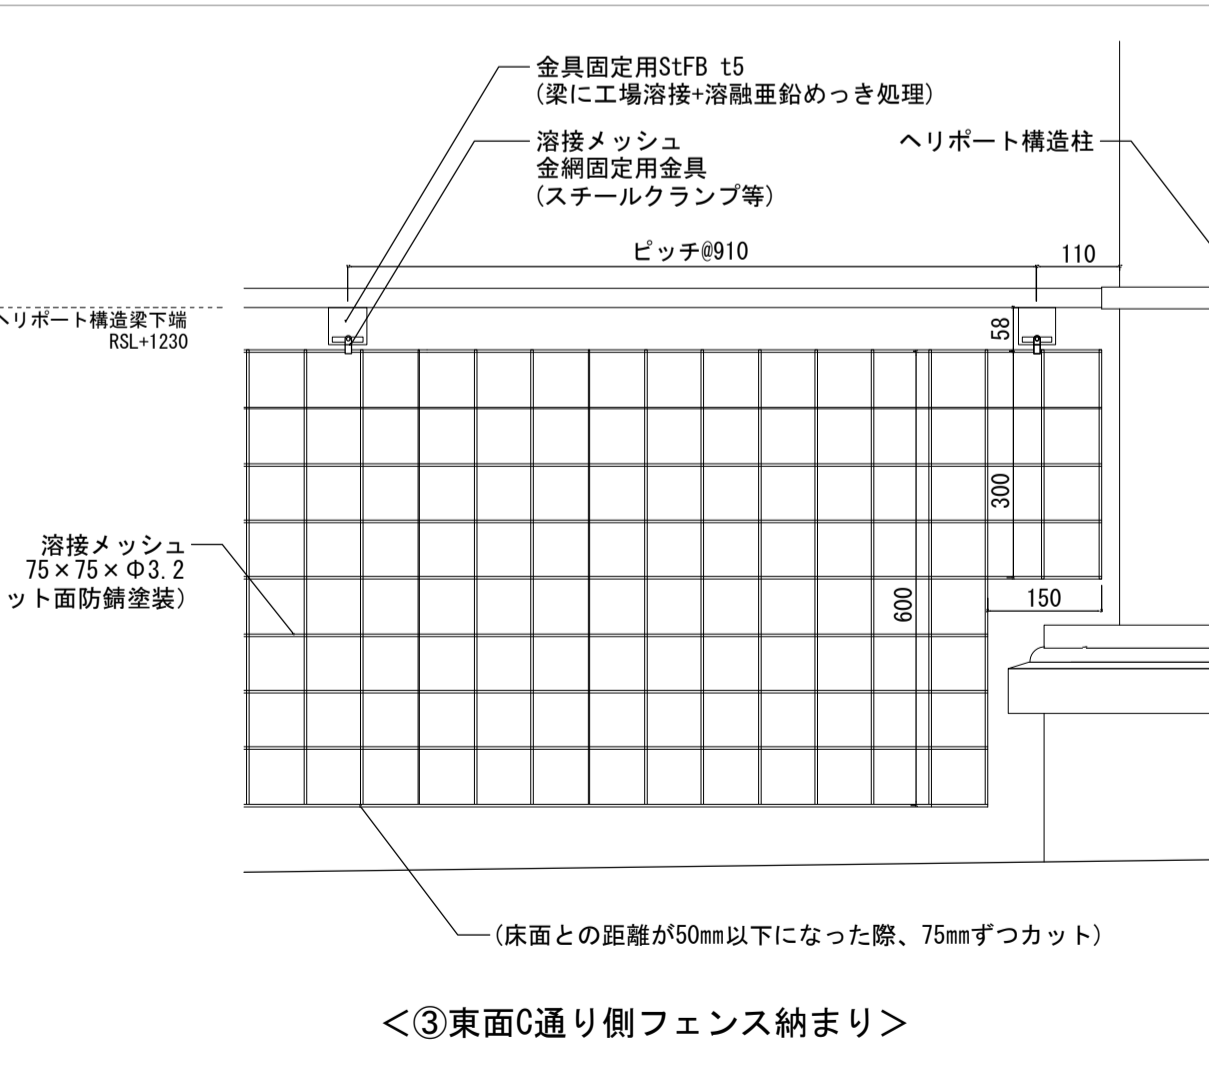 金具固定用StFB t5
(梁に工場溶接+溶融亜鉛めっき処理)
溶接メッシュ
金網固定用金具
(スチールクランプ等)
ヘリポート構造柱
ピッチ@910
110
ヘリポート構造梁下端
RSL+1230
58
300
溶接メッシュ
75×75×Φ3.2
ット面防錆塗装)
600
150
(床面との距離が50㎜以下になった際、75㎜ずつカット)
＜③東面C通り側フェンス納まり＞